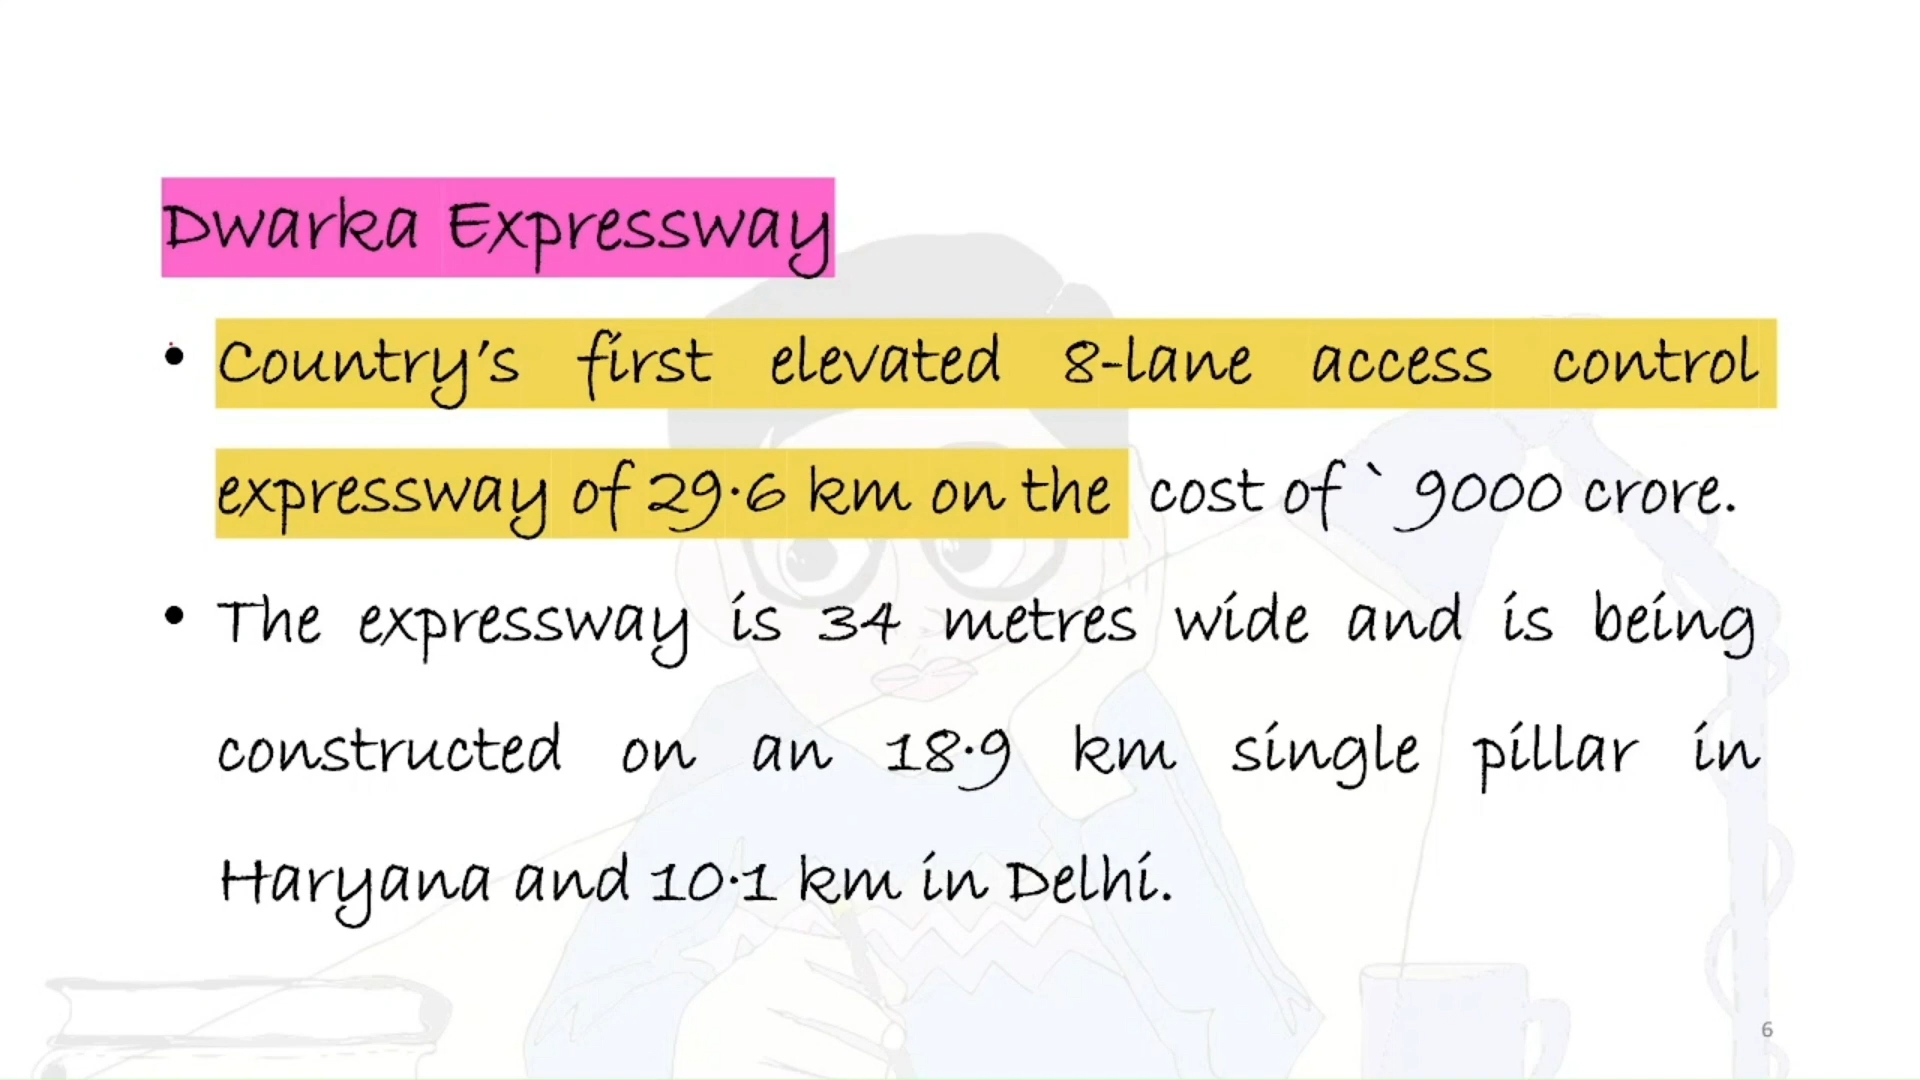 Dwarka Expressway
• Country's first elevated 8-lane access control
expressway of 29.6 km on the cost of ` 9000 crore.
• The expressway is 34 metres wide and is being
constructed on an 18.9 km single pillar in
Haryana and 10.1 km in Delhi.
6